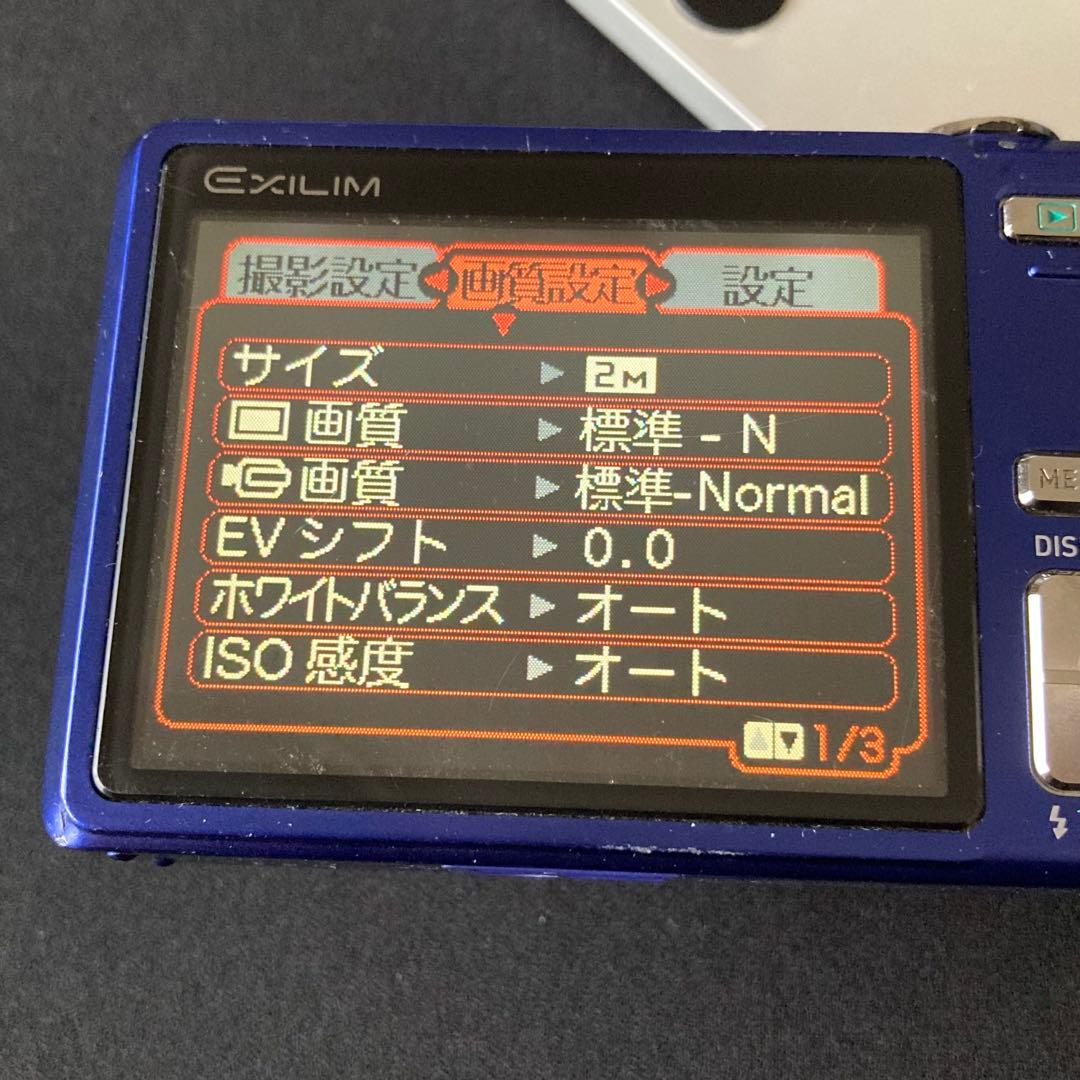 EXILIM
撮影設定 画質設定 設定
サイズ 2M
画質 標準 - N
画質 標準-Normal
EVシフト 0.0
ホワイトバランス オート
ISO 感度 オート
1/3